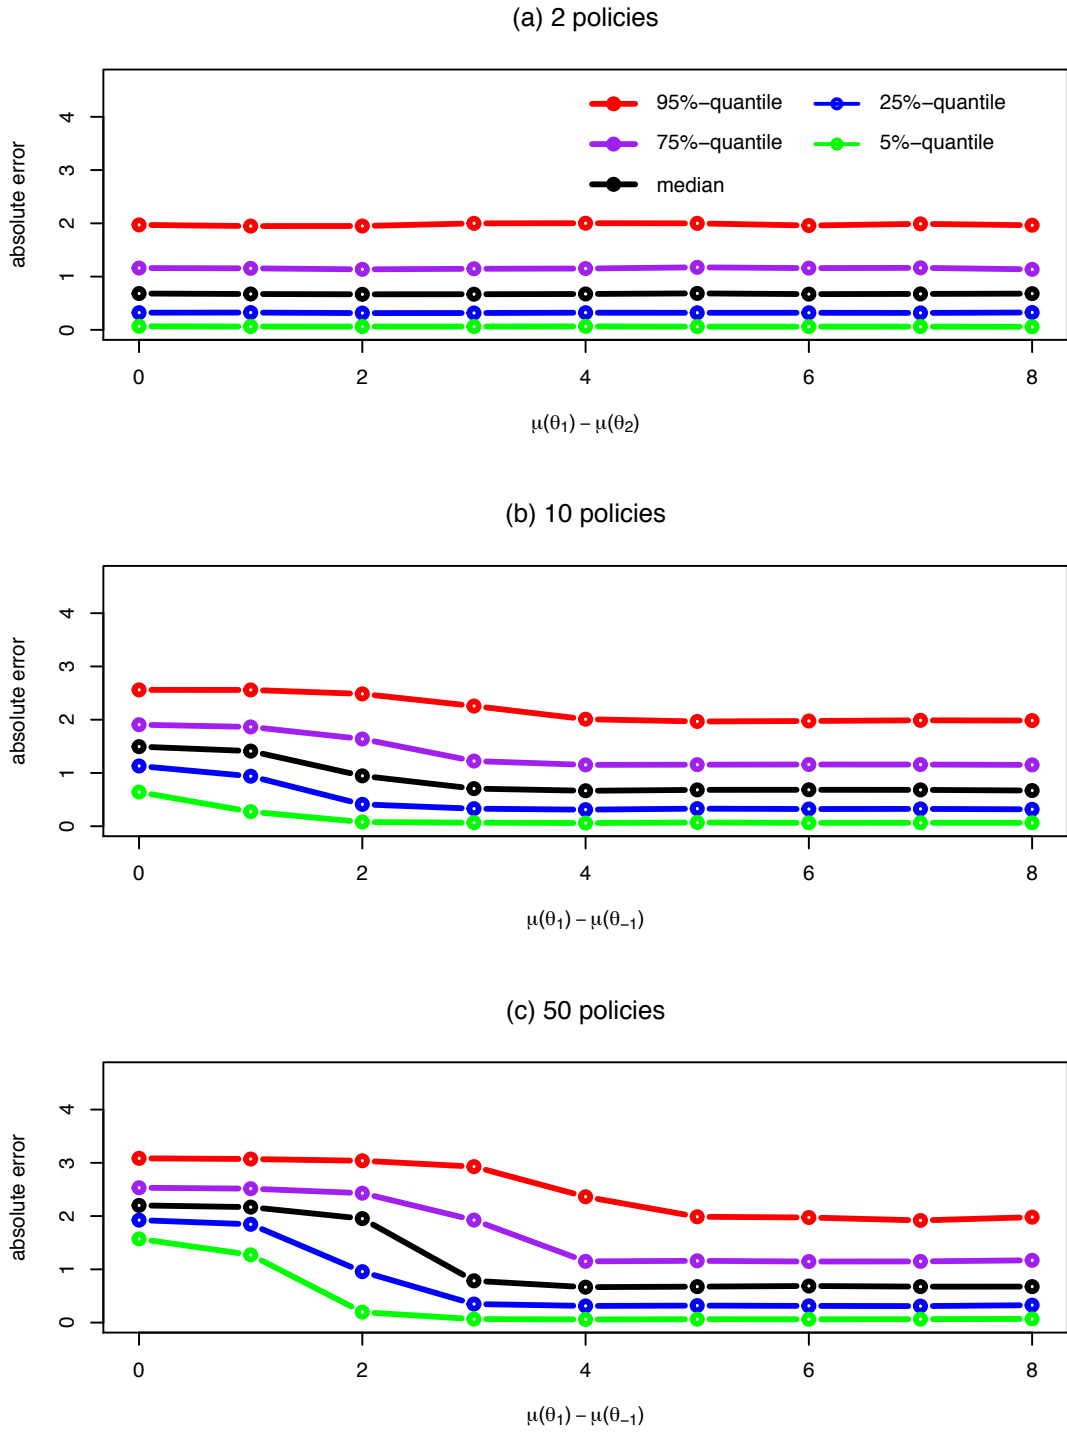 (a) 2 policies
absolute error
0 1 2 3 4
95%−quantile
75%−quantile
median
25%−quantile
5%−quantile
0 2 4 6 8
μ(θ1) − μ(θ2)
(b) 10 policies
absolute error
0 1 2 3 4
0 2 4 6 8
μ(θ1) − μ(θ−1)
(c) 50 policies
absolute error
0 1 2 3 4
0 2 4 6 8
μ(θ1) − μ(θ−1)